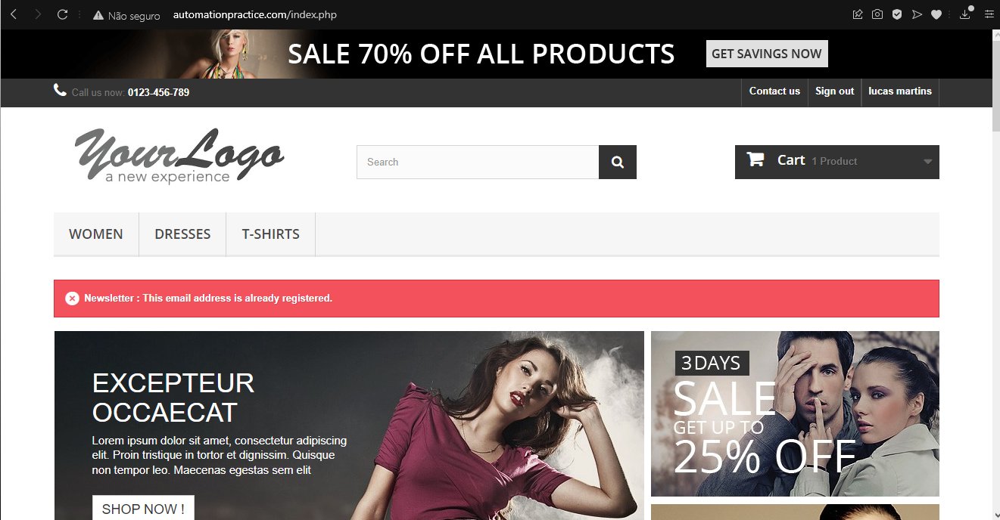 Não seguro automationpractice.com/index.php
SALE 70% OFF ALL PRODUCTS GET SAVINGS NOW
Call us now: 0123-456-789 Contact us Sign out lucas martins
YourLogo
a new experience
Search
Cart 1 Product
WOMEN DRESSES T-SHIRTS
Newsletter : This email address is already registered.
EXCEPTEUR
OCCAECAT
Lorem ipsum dolor sit amet, consectetur adipiscing
elit. Proin tristique in tortor et dignissim. Quisque
non tempor leo. Maecenas egestas sem elit
SHOP NOW !
3 DAYS
SALE
GET UP TO
25% OFF